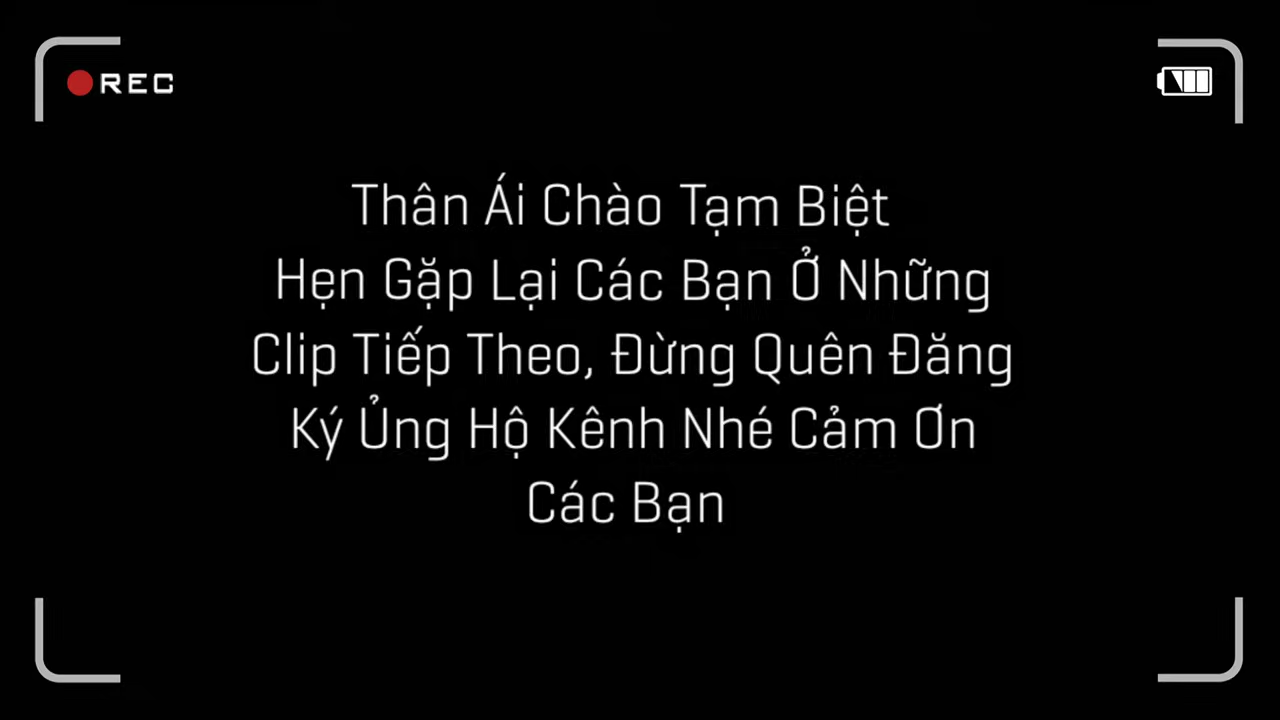 REC
Thân Ái Chào Tạm Biệt
Hẹn Gặp Lại Các Bạn Ở Những
Clip Tiếp Theo, Đừng Quên Đăng
Ký Ủng Hộ Kênh Nhé Cảm Ơn
Các Bạn